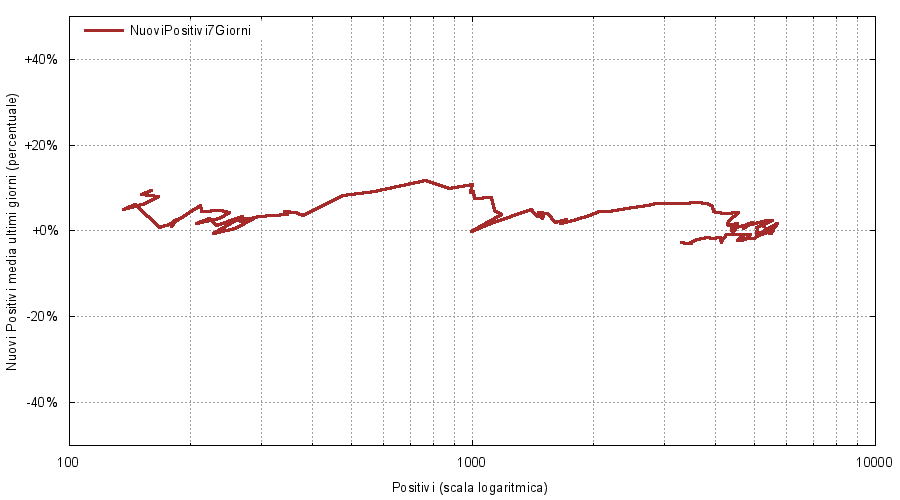 NuoviPositivi7Giorni
+40%
+20%
+0%
-20%
-40%
Nuovi Positivi media ultimi giorni (percentuale)
100
1000
10000
Positivi (scala logaritmica)